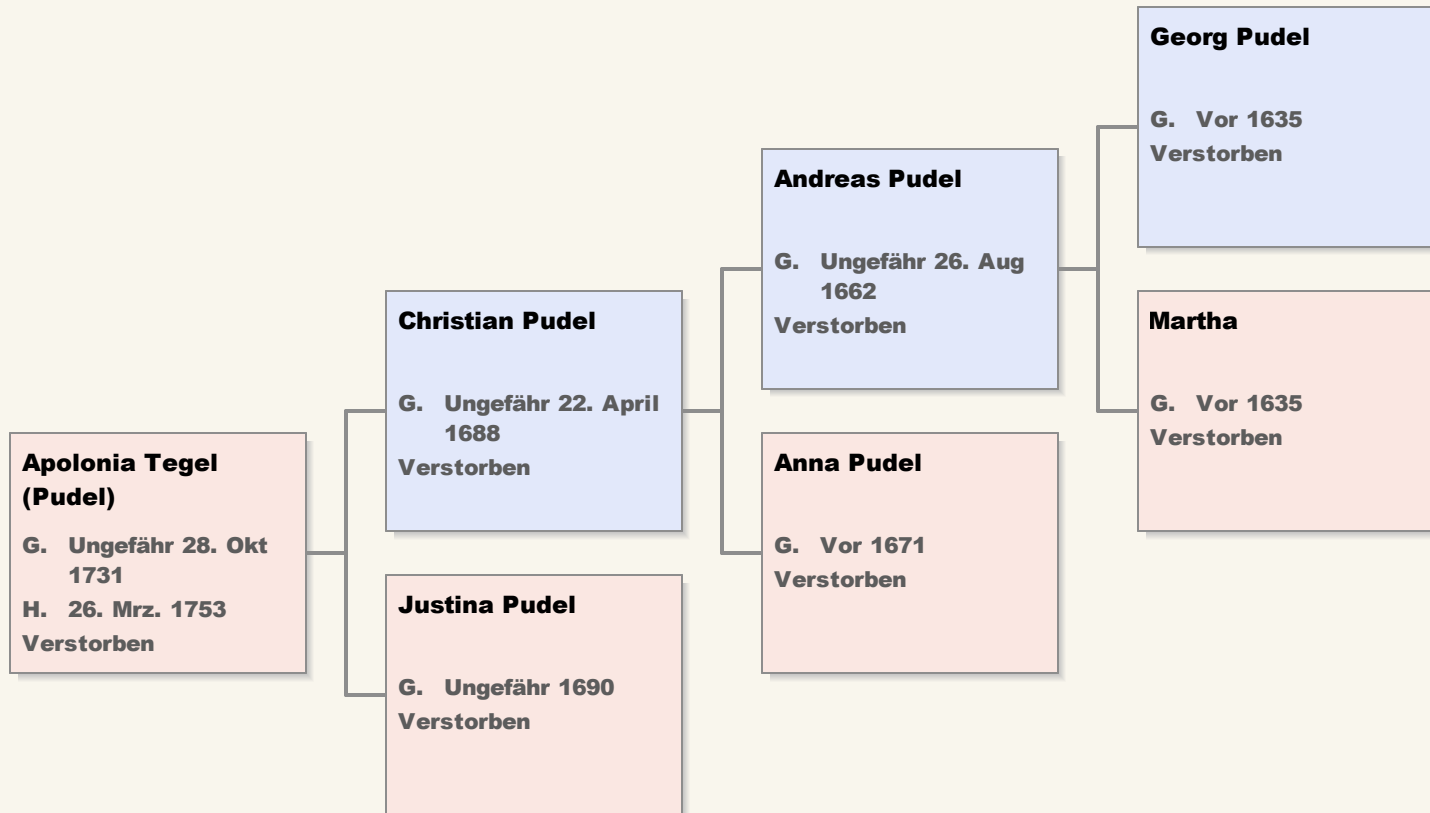 Georg Pudel
G. Vor 1635
Verstorben
Andreas Pudel
G. Ungefähr 26. Aug
1662
Verstorben
Martha
G. Vor 1635
Verstorben
Christian Pudel
G. Ungefähr 22. April
1688
Verstorben
Anna Pudel
G. Vor 1671
Verstorben
Apolonia Tegel
(Pudel)
G. Ungefähr 28. Okt
1731
H. 26. Mrz. 1753
Verstorben
Justina Pudel
G. Ungefähr 1690
Verstorben